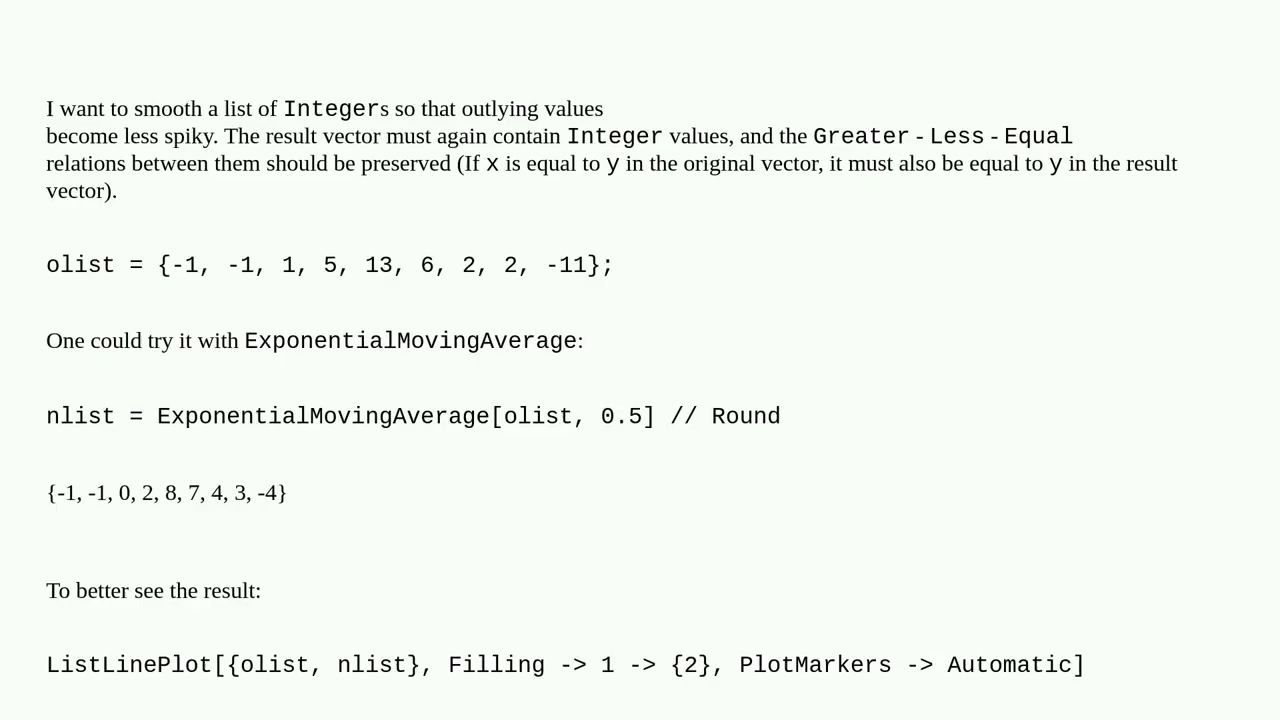 I want to smooth a list of Integers so that outlying values
become less spiky. The result vector must again contain Integer values, and the Greater-Less-Equal
relations between them should be preserved (If x is equal to y in the original vector, it must also be equal to y in the result
vector).
olist = {-1, -1, 1, 5, 13, 6, 2, 2, -11};
One could try it with ExponentialMovingAverage:
nlist = ExponentialMovingAverage[olist, 0.5] // Round
{-1, -1, 0, 2, 8, 7, 4, 3, -4}
To better see the result:
ListLinePlot[{olist, nlist}, Filling -> 1 -> {2}, PlotMarkers -> Automatic]